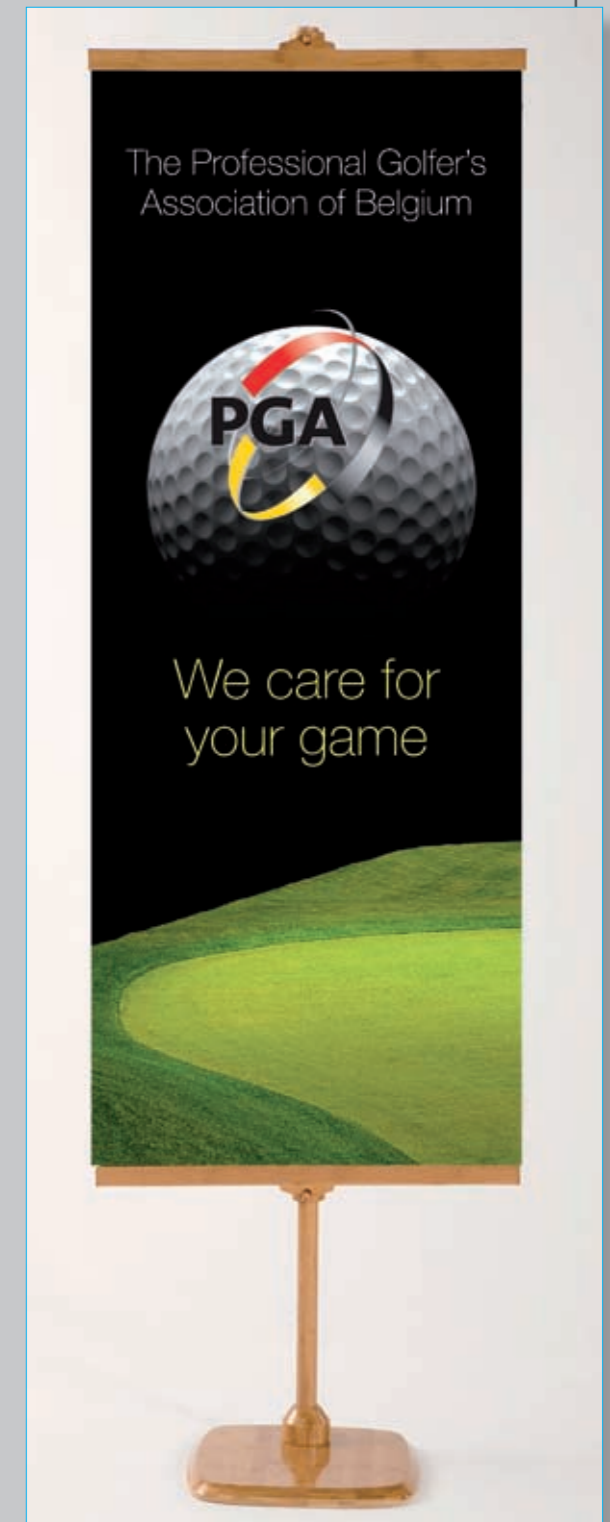 The Professional Golfer's
Association of Belgium
PGA
We care for
your game